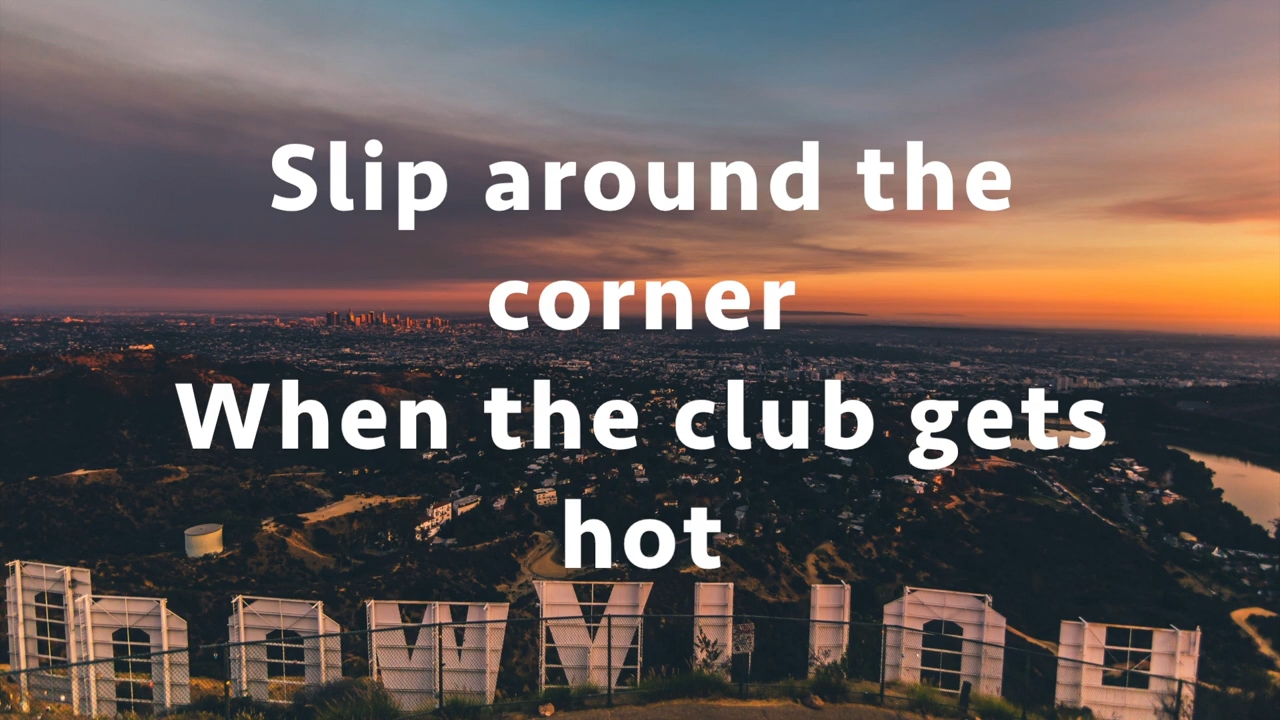 Slip around the
corner
When the club gets
hot